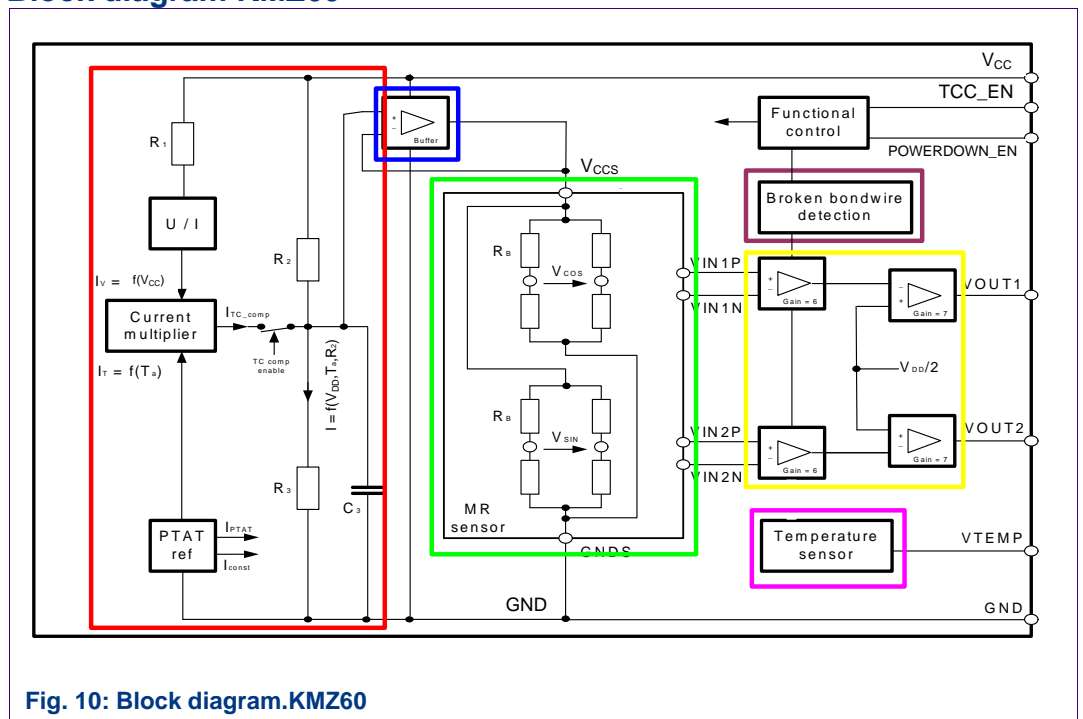 Block diagram KMZ60
VCC
TCC_EN
Functional
control
POWERDOWN_EN
+
–
Buffer
R1
VCCS
Broken bondwire
detection
U / I
R2
RB
VCOS
VIN1P
VIN1N
+
–
Gain = 6
–
+
Gain = 7
VOUT1
IV = f(VCC)
Current
multiplier
ITC_comp
TC comp
enable
IT = f(Ta)
I = f(VDD,Ta,R2)
VDD/2
RB
VSIN
VIN2P
VIN2N
+
–
Gain = 6
+
–
Gain = 7
VOUT2
R3
C3
MR
sensor
PTAT
ref
IPTAT
Iconst
GNDS
Temperature
sensor
VTEMP
GND
GND
Fig. 10: Block diagram.KMZ60